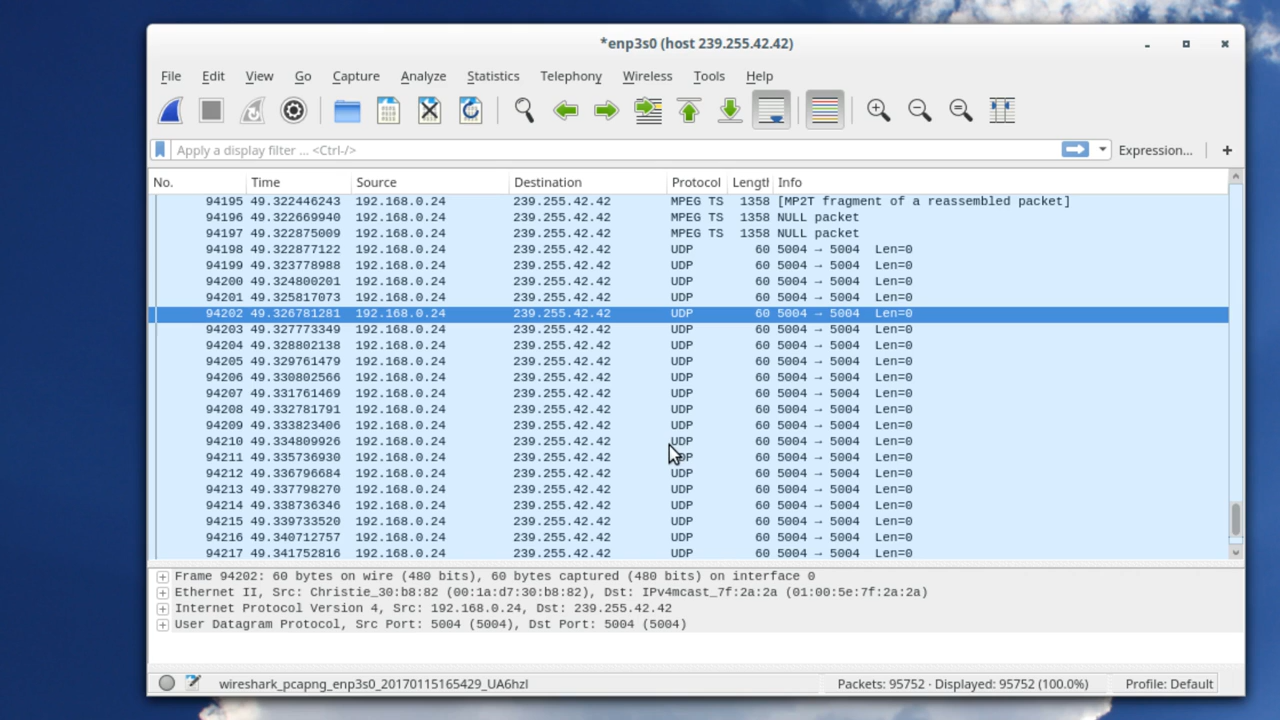 *enp3s0 (host 239.255.42.42)
File Edit View Go Capture Analyze Statistics Telephony Wireless Tools Help
Apply a display filter ... <Ctrl-/> Expression... +
No. Time Source Destination Protocol Lengtl Info
94195 49.322446243 192.168.0.24 239.255.42.42 MPEG TS 1358 [MP2T fragment of a reassembled packet]
94196 49.322669940 192.168.0.24 239.255.42.42 MPEG TS 1358 NULL packet
94197 49.322875009 192.168.0.24 239.255.42.42 MPEG TS 1358 NULL packet
94198 49.322877122 192.168.0.24 239.255.42.42 UDP 60 5004 → 5004 Len=0
94199 49.323778988 192.168.0.24 239.255.42.42 UDP 60 5004 → 5004 Len=0
94200 49.324800201 192.168.0.24 239.255.42.42 UDP 60 5004 → 5004 Len=0
94201 49.325817073 192.168.0.24 239.255.42.42 UDP 60 5004 → 5004 Len=0
94202 49.326781281 192.168.0.24 239.255.42.42 UDP 60 5004 → 5004 Len=0
94203 49.327773349 192.168.0.24 239.255.42.42 UDP 60 5004 → 5004 Len=0
94204 49.328802138 192.168.0.24 239.255.42.42 UDP 60 5004 → 5004 Len=0
94205 49.329761479 192.168.0.24 239.255.42.42 UDP 60 5004 → 5004 Len=0
94206 49.330802566 192.168.0.24 239.255.42.42 UDP 60 5004 → 5004 Len=0
94207 49.331761469 192.168.0.24 239.255.42.42 UDP 60 5004 → 5004 Len=0
94208 49.332781791 192.168.0.24 239.255.42.42 UDP 60 5004 → 5004 Len=0
94209 49.333823406 192.168.0.24 239.255.42.42 UDP 60 5004 → 5004 Len=0
94210 49.334809926 192.168.0.24 239.255.42.42 UDP 60 5004 → 5004 Len=0
94211 49.335736930 192.168.0.24 239.255.42.42 UDP 60 5004 → 5004 Len=0
94212 49.336796684 192.168.0.24 239.255.42.42 UDP 60 5004 → 5004 Len=0
94213 49.337798270 192.168.0.24 239.255.42.42 UDP 60 5004 → 5004 Len=0
94214 49.338736346 192.168.0.24 239.255.42.42 UDP 60 5004 → 5004 Len=0
94215 49.339733520 192.168.0.24 239.255.42.42 UDP 60 5004 → 5004 Len=0
94216 49.340712757 192.168.0.24 239.255.42.42 UDP 60 5004 → 5004 Len=0
94217 49.341752816 192.168.0.24 239.255.42.42 UDP 60 5004 → 5004 Len=0
Frame 94202: 60 bytes on wire (480 bits), 60 bytes captured (480 bits) on interface 0
Ethernet II, Src: Christie_30:b8:82 (00:1a:d7:30:b8:82), Dst: IPv4mcast_7f:2a:2a (01:00:5e:7f:2a:2a)
Internet Protocol Version 4, Src: 192.168.0.24, Dst: 239.255.42.42
User Datagram Protocol, Src Port: 5004 (5004), Dst Port: 5004 (5004)
wireshark_pcapng_enp3s0_20170115165429_UA6hzl Packets: 95752 · Displayed: 95752 (100.0%) Profile: Default